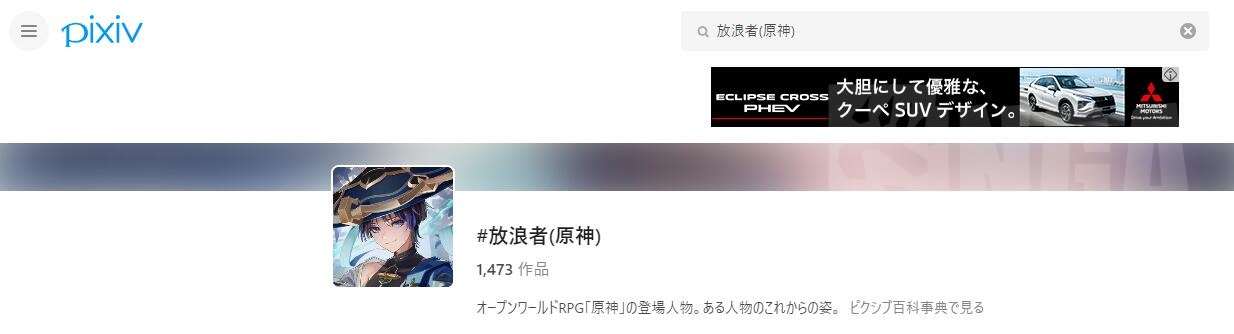 pixiv
放浪者(原神)
ECLIPSE CROSS
PHEV
大胆にして優雅な、
クーペ SUV デザイン。
MITSUBISHI
MOTORS
Drive your Ambition
#放浪者(原神)
1,473 作品
オープンワールドRPG「原神」の登場人物。ある人物のこれからの姿。 ピクシブ百科事典で見る